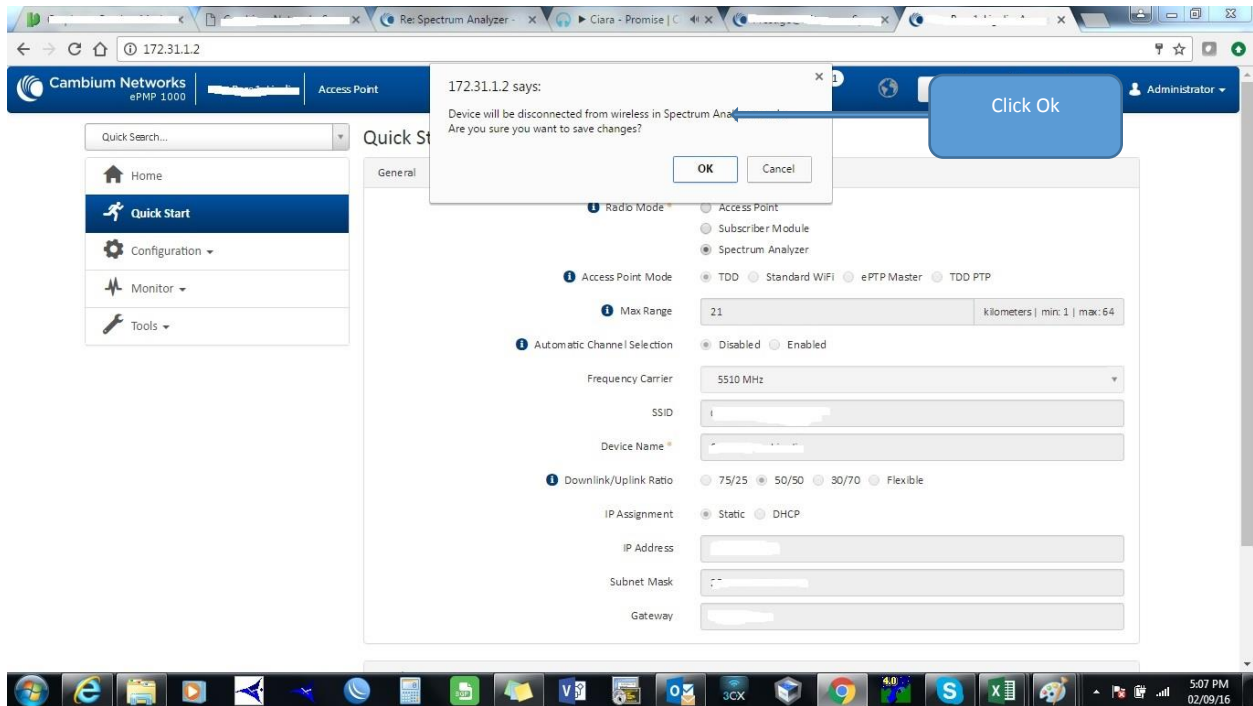 Re: Spectrum Analyzer -
Ciara - Promise | C
172.31.1.2
Cambium Networks
ePMP 1000
Access Point
Administrator
172.31.1.2 says:
Device will be disconnected from wireless in Spectrum
Are you sure you want to save changes?
OK
Cancel
Click Ok
Quick Search...
Home
Quick Start
Configuration
Monitor
Tools
Quick
General
Radio Mode *
Access Point
Subscriber Module
Spectrum Analyzer
Access Point Mode
TDD Standard WiFi ePTP Master TDD PTP
Max Range
21
kilometers | min: 1 | max: 64
Automatic Channel Selection
Disabled Enabled
Frequency Carrier
5510 MHz
SSID
Device Name *
Downlink/Uplink Ratio
75/25 50/50 30/70 Flexible
IP Assignment
Static DHCP
IP Address
Subnet Mask
Gateway
3CX
4.0
5:07 PM
02/09/16